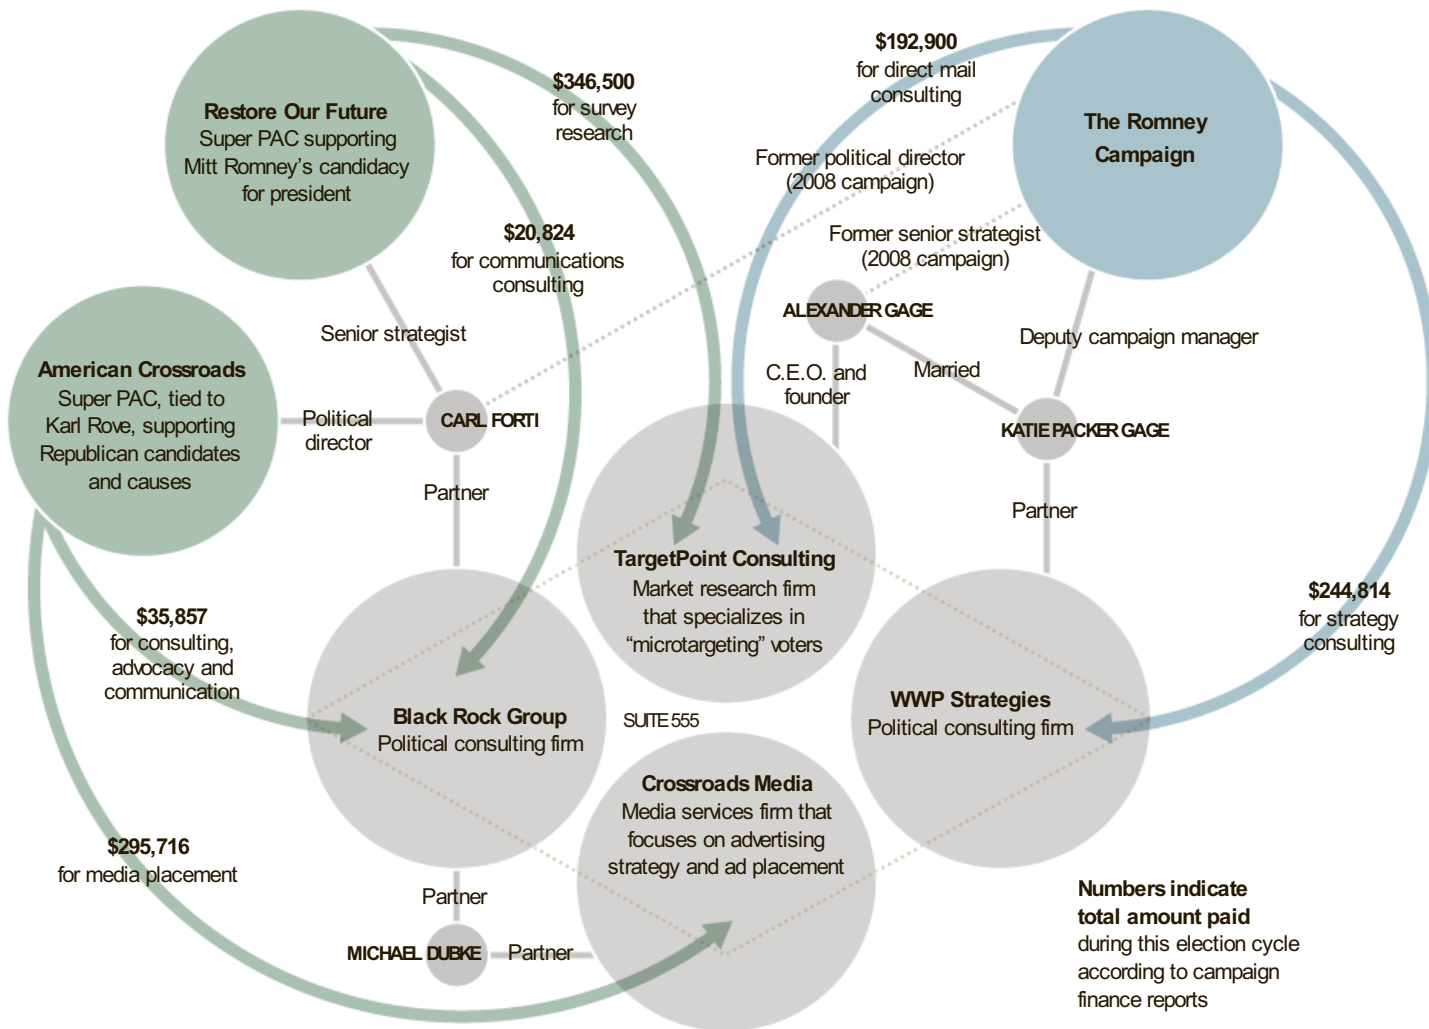 $192,900
for direct mail
consulting
$346,500
for survey
research
Restore Our Future
Super PAC supporting
Mitt Romney’s candidacy
for president
The Romney
Campaign
Former political director
(2008 campaign)
$20,824
for communications
consulting
Former senior strategist
(2008 campaign)
ALEXANDER GAGE
Senior strategist
Deputy campaign manager
American Crossroads
Super PAC, tied to
Karl Rove, supporting
Republican candidates
and causes
C.E.O. and
founder
Married
Political
director
CARL FORTI
KATIE PACKER GAGE
Partner
Partner
TargetPoint Consulting
Market research firm
that specializes in
“microtargeting” voters
$35,857
for consulting,
advocacy and
communication
$244,814
for strategy
consulting
Black Rock Group
Political consulting firm
SUITE 555
WWP Strategies
Political consulting firm
Crossroads Media
Media services firm that
focuses on advertising
strategy and ad placement
$295,716
for media placement
Partner
MICHAEL DUBKE
Partner
Numbers indicate
total amount paid
during this election cycle
according to campaign
finance reports